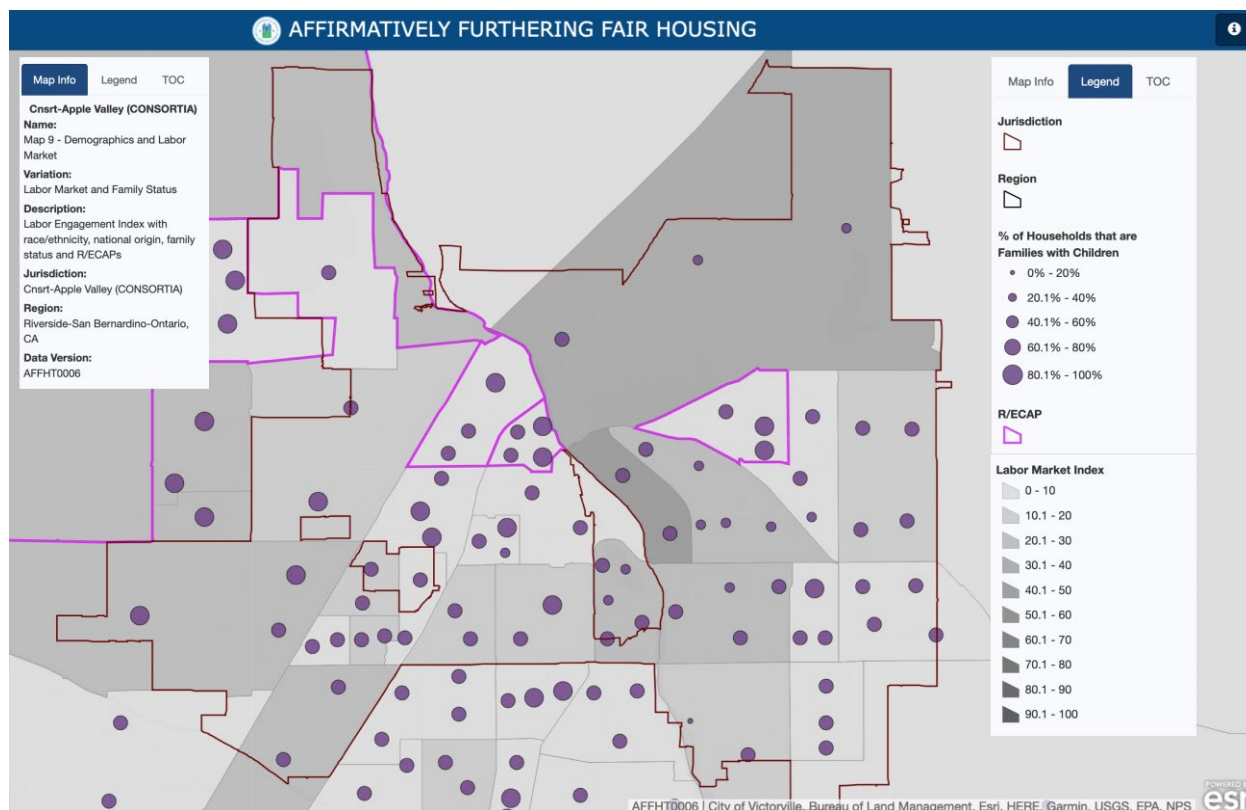 AFFIRMATIVELY FURTHERING FAIR HOUSING
Map Info Legend TOC
Cnsrt-Apple Valley (CONSORTIA)
Name:
Map 9 - Demographics and Labor
Market
Variation:
Labor Market and Family Status
Description:
Labor Engagement Index with
race/ethnicity, national origin, family
status and R/ECAPs
Jurisdiction:
Cnsrt-Apple Valley (CONSORTIA)
Region:
Riverside-San Bernardino-Ontario,
CA
Data Version:
AFFHT0006
Map Info Legend TOC
Jurisdiction
Region
% of Households that are
Families with Children
0% - 20%
20.1% - 40%
40.1% - 60%
60.1% - 80%
80.1% - 100%
R/ECAP
Labor Market Index
0 - 10
10.1 - 20
20.1 - 30
30.1 - 40
40.1 - 50
50.1 - 60
60.1 - 70
70.1 - 80
80.1 - 90
90.1 - 100
POWERED
esri
AFFHT0006 | City of Victorville, Bureau of Land Management, Esri, HERE, Garmin, USGS, EPA, NPS